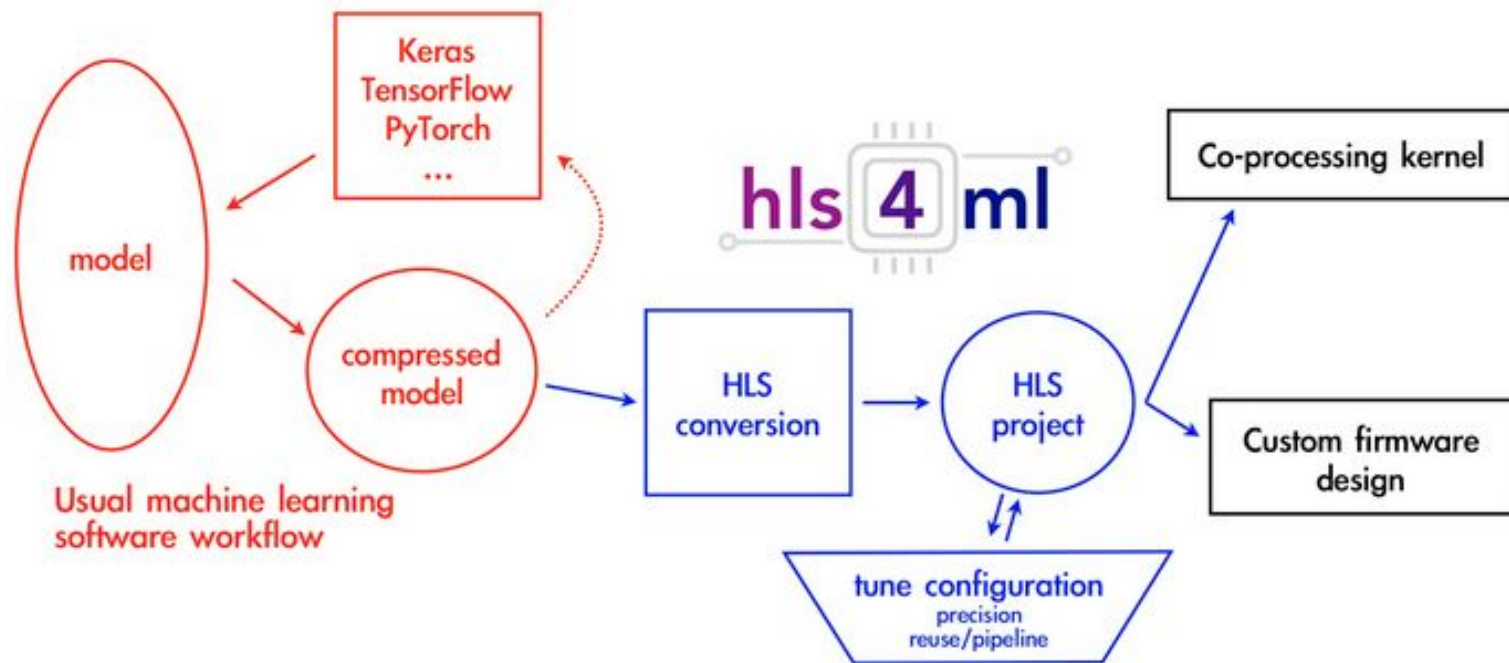 Keras
TensorFlow
PyTorch
...
model
compressed
model
Usual machine learning
software workflow
hls 4 ml
HLS
conversion
HLS
project
tune configuration
precision
reuse/pipeline
Co-processing kernel
Custom firmware
design